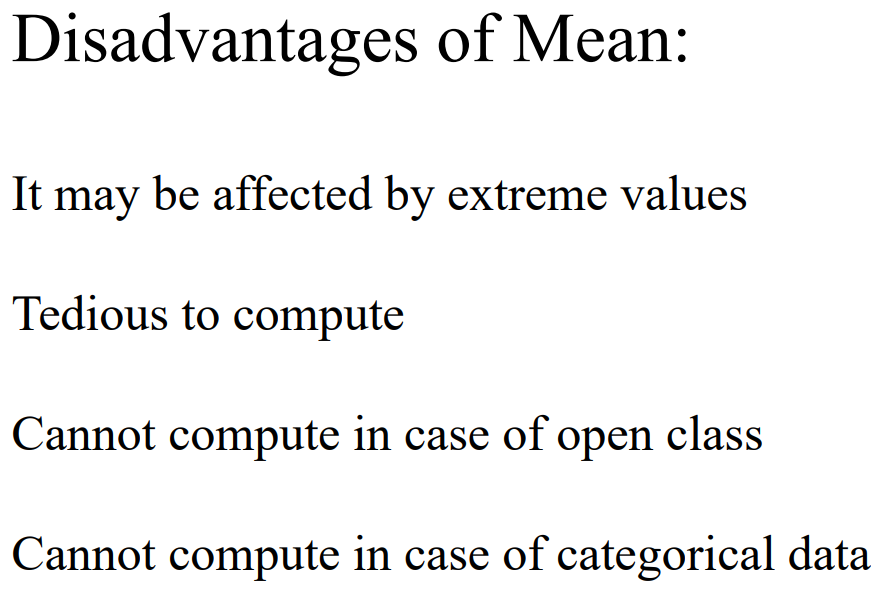 Disadvantages of Mean:
It may be affected by extreme values
Tedious to compute
Cannot compute in case of open class
Cannot compute in case of categorical data